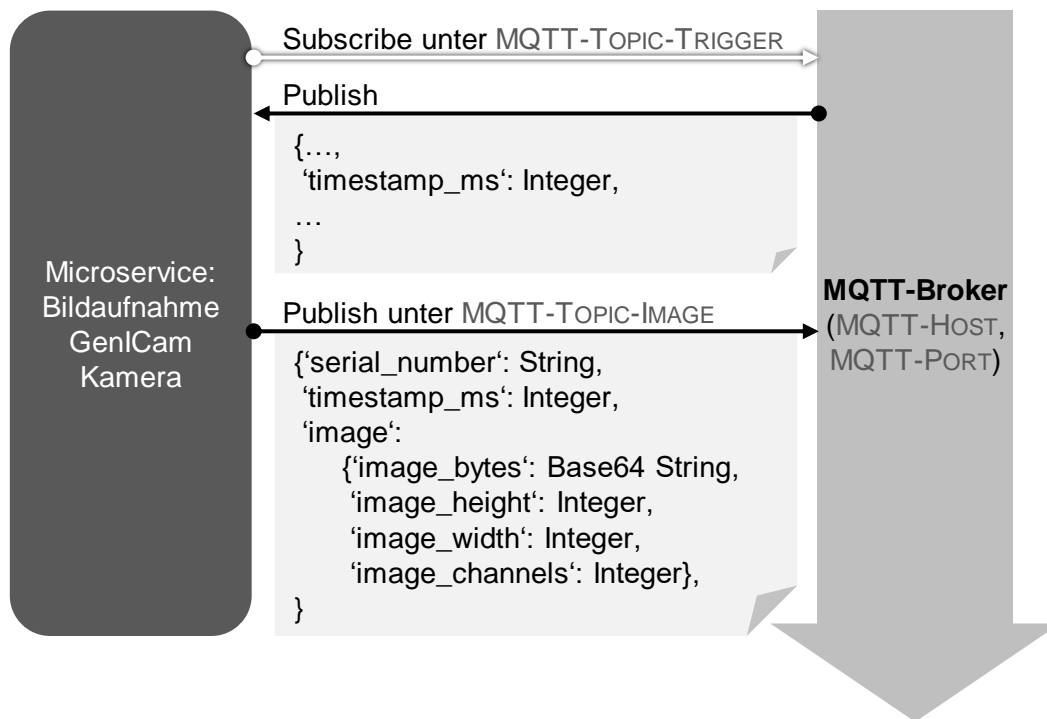 Subscribe unter MQTT-TOPIC-TRIGGER
Publish
{…,
‘timestamp_ms‘: Integer,
…
}
Microservice:
Bildaufnahme
GenICam
Kamera
Publish unter MQTT-TOPIC-IMAGE
{‘serial_number‘: String,
‘timestamp_ms‘: Integer,
‘image‘:
{‘image_bytes‘: Base64 String,
‘image_height‘: Integer,
‘image_width‘: Integer,
‘image_channels‘: Integer},
}
MQTT-Broker
(MQTT-HOST,
MQTT-PORT)